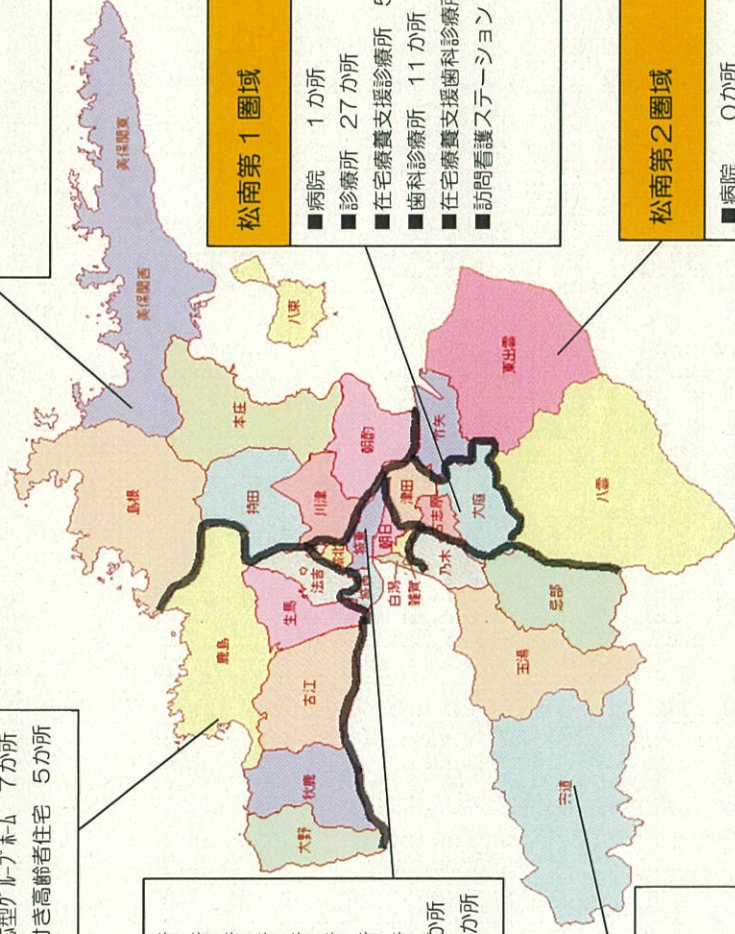 松南第1圏域
■病院 1か所
■診療所 27か所
■在宅療養支援診療所
■歯科診療所 11か所
■在宅療養支援歯科診療所
■訪問看護ステーション
松南第2圏域
■病院 0か所
グループホーム 7か所
付き高齢者住宅 5か所
か所
か所
美保関東
美保関西
八束
本庄
島根
持田
川津
朝酌
竹矢
東出雲
八雲
大庭
津田
古志原
朝日
城東
城北
城西
法吉
生馬
鹿島
古江
秋鹿
大野
白潟
雑賀
乃木
忌部
玉湯
宍道